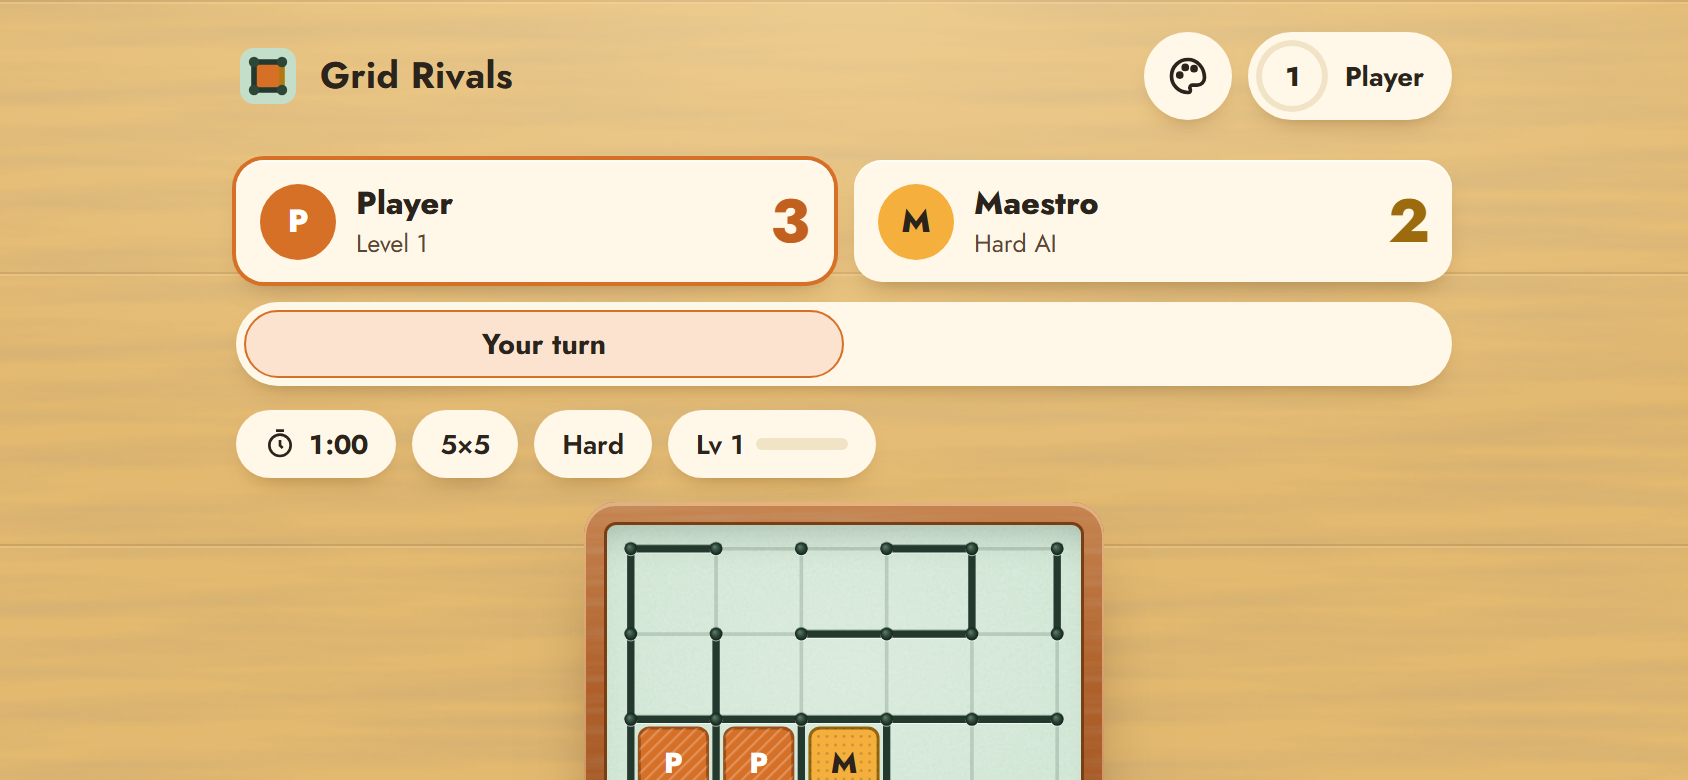 Grid Rivals
1 Player
P Player 3
Level 1
M Maestro 2
Hard AI
Your turn
1:00 5×5 Hard Lv 1
P P M